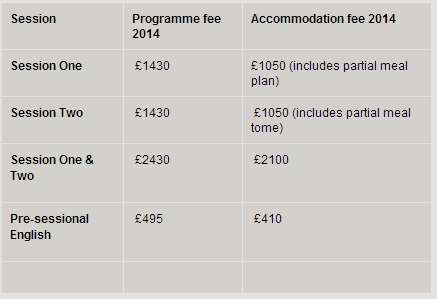 Session Programme fee Accommodation fee 2014
2014
Session One £1430 £1050 (includes partial meal
plan)
Session Two £1430 £1050 (includes partial meal
tome)
Session One & £2430 £2100
Two
Pre-sessional £495 £410
English